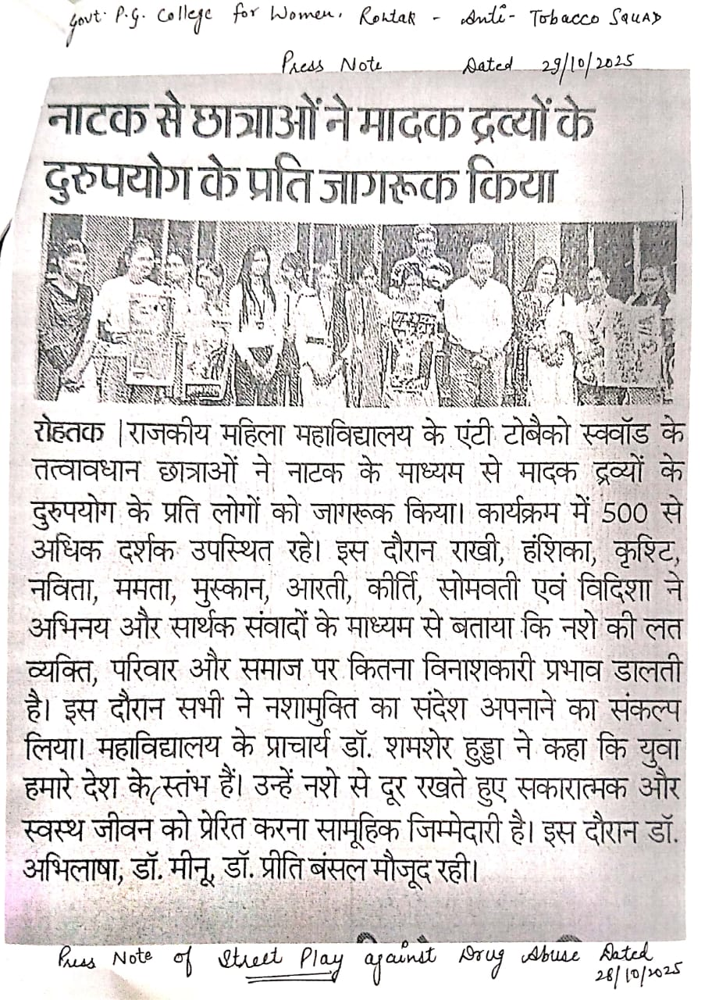 Govt. P.G. College for Women, Rohtak - Anti-Tobacco SQUAD
Press Note Dated 29/10/2025
नाटक से छात्राओं ने मादक द्रव्यों के
दुरुपयोग के प्रति जागरूक किया
रोहतक | राजकीय महिला महाविद्यालय के एंटी टोबैको स्क्वॉड के
तत्वावधान छात्राओं ने नाटक के माध्यम से मादक द्रव्यों के
दुरुपयोग के प्रति लोगों को जागरूक किया। कार्यक्रम में 500 से
अधिक दर्शक उपस्थित रहे। इस दौरान राखी, हंशिका, कृश्टि,
नविता, ममता, मुस्कान, आरती, कीर्ति, सोमवती एवं विदिशा ने
अभिनय और सार्थक संवादों के माध्यम से बताया कि नशे की लत
व्यक्ति, परिवार और समाज पर कितना विनाशकारी प्रभाव डालती
है। इस दौरान सभी ने नशामुक्ति का संदेश अपनाने का संकल्प
लिया। महाविद्यालय के प्राचार्य डॉ. शमशेर हुड्डा ने कहा कि युवा
हमारे देश के स्तंभ हैं। उन्हें नशे से दूर रखते हुए सकारात्मक और
स्वस्थ जीवन को प्रेरित करना सामूहिक जिम्मेदारी है। इस दौरान डॉ.
अभिलाषा, डॉ. मीनू, डॉ. प्रीति बंसल मौजूद रही।
Press Note of Street Play against Drug Abuse Dated
28/10/2025